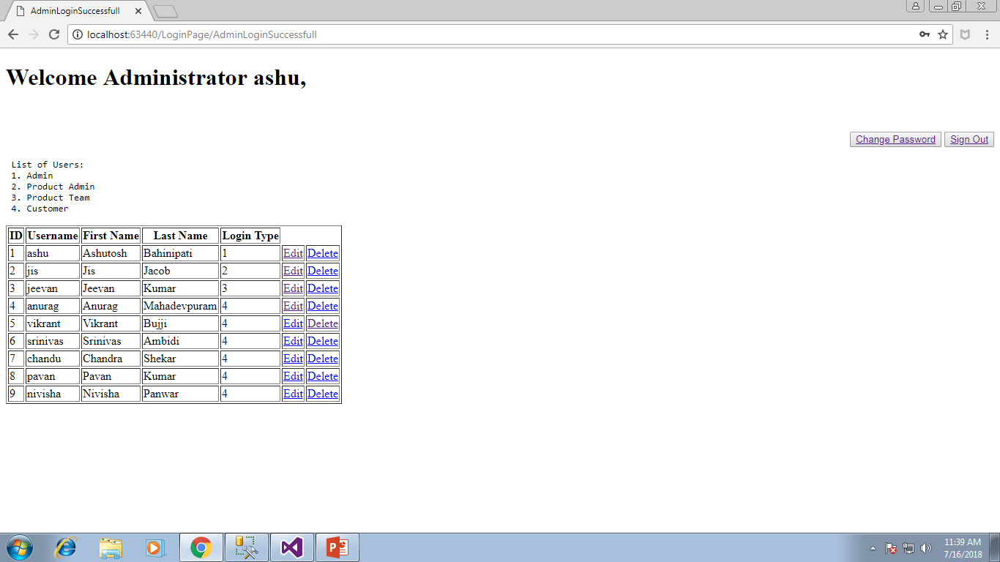 AdminLoginSuccessfull
localhost:63440/LoginPage/AdminLoginSuccessfull
Welcome Administrator ashu,
Change Password Sign Out
List of Users:
1. Admin
2. Product Admin
3. Product Team
4. Customer
ID Username First Name Last Name Login Type
1 ashu Ashutosh Bahinipati 1 Edit Delete
2 jis Jis Jacob 2 Edit Delete
3 jeevan Jeevan Kumar 3 Edit Delete
4 anurag Anurag Mahadevpuram 4 Edit Delete
5 vikrant Vikrant Bujji 4 Edit Delete
6 srinivas Srinivas Ambidi 4 Edit Delete
7 chandu Chandra Shekar 4 Edit Delete
8 pavan Pavan Kumar 4 Edit Delete
9 nivisha Nivisha Panwar 4 Edit Delete
11:39 AM
7/16/2018